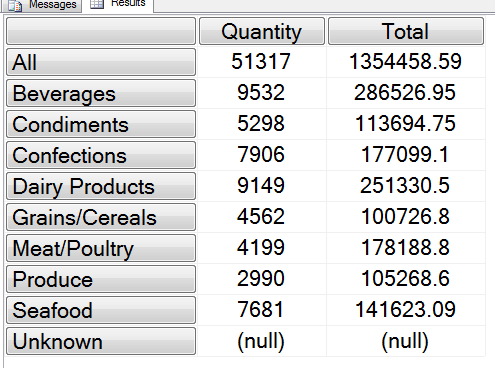 Messages Results
Quantity Total
All 51317 1354458.59
Beverages 9532 286526.95
Condiments 5298 113694.75
Confections 7906 177099.1
Dairy Products 9149 251330.5
Grains/Cereals 4562 100726.8
Meat/Poultry 4199 178188.8
Produce 2990 105268.6
Seafood 7681 141623.09
Unknown (null) (null)